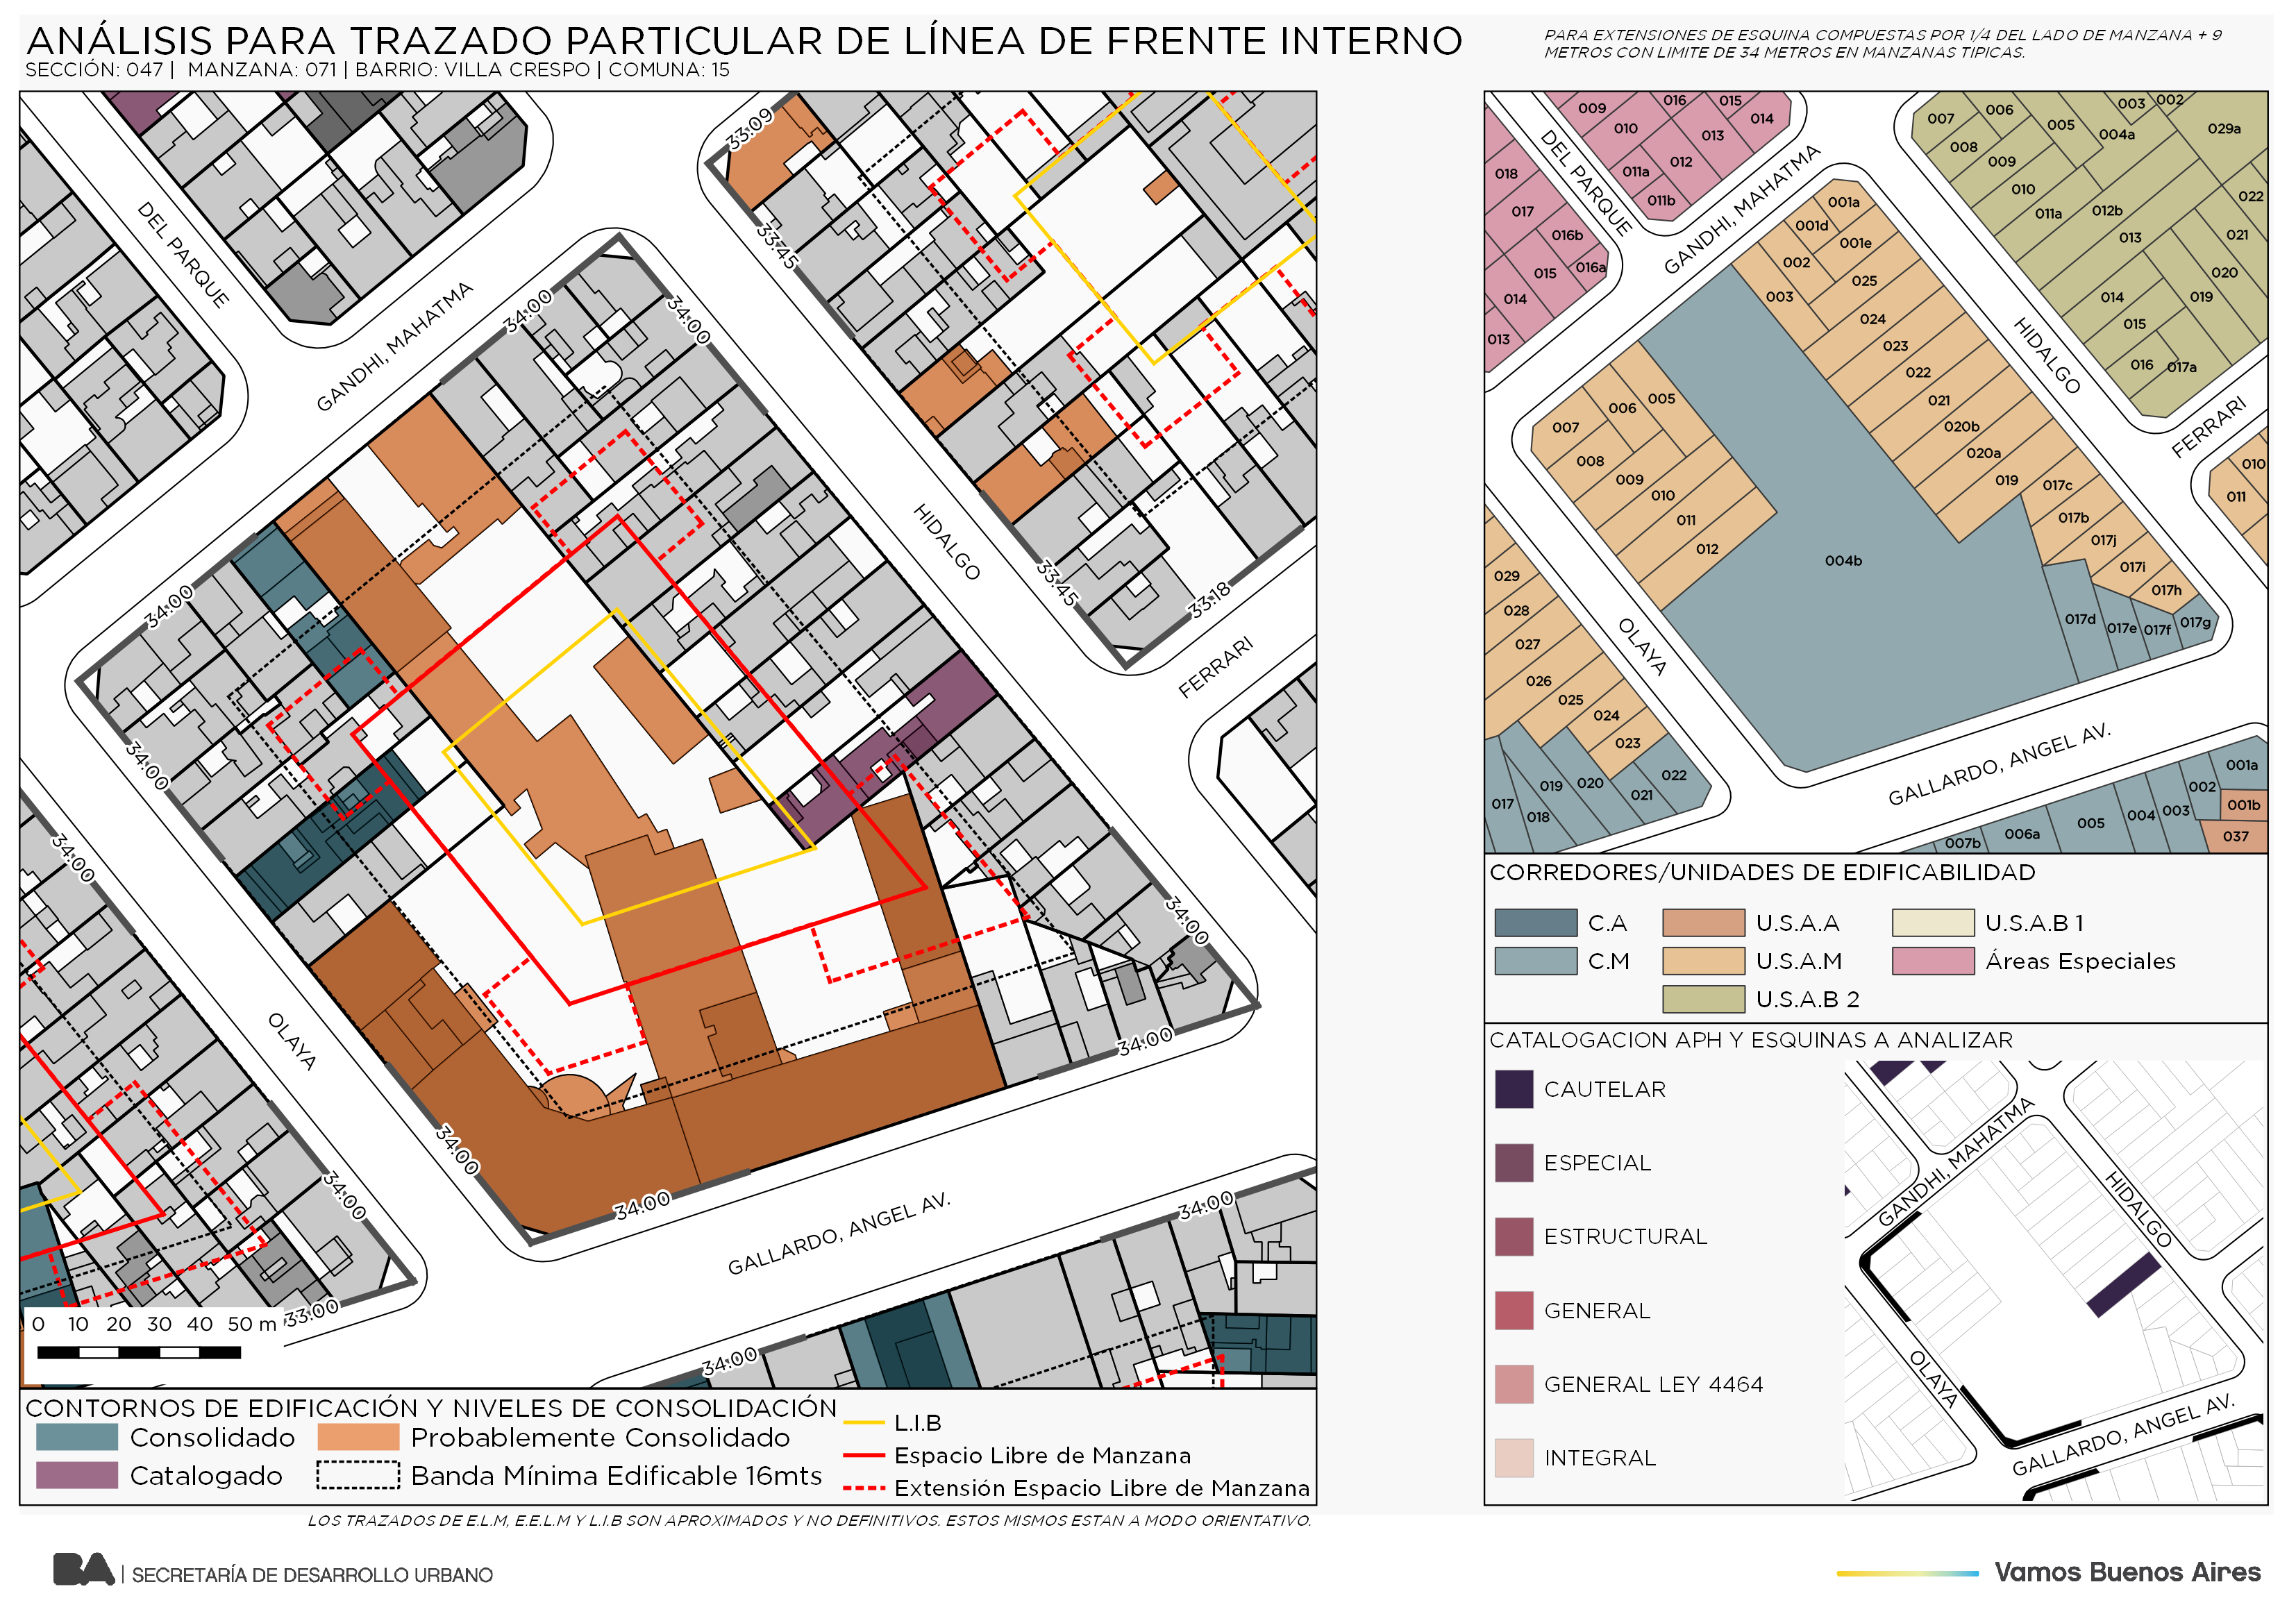 ANÁLISIS PARA TRAZADO PARTICULAR DE LÍNEA DE FRENTE INTERNO
SECCIÓN: 047 | MANZANA: 071 | BARRIO: VILLA CRESPO | COMUNA: 15
PARA EXTENSIONES DE ESQUINA COMPUESTAS POR 1/4 DEL LADO DE MANZANA + 9
METROS CON LIMITE DE 34 METROS EN MANZANAS TIPICAS.
DEL PARQUE
GANDHI, MAHATMA
HIDALGO
FERRARI
OLAYA
GALLARDO, ANGEL AV.
33.09
33.45
33.45
33.18
34.00
34.00
34.00
34.00
34.00
34.00
34.00
34.00
34.00
34.00
33.00
34.00
34.00
0 10 20 30 40 50 m
CONTORNOS DE EDIFICACIÓN Y NIVELES DE CONSOLIDACIÓN
Consolidado
Probablemente Consolidado
Catalogado
Banda Mínima Edificable 16mts
L.I.B
Espacio Libre de Manzana
Extensión Espacio Libre de Manzana
LOS TRAZADOS DE E.L.M, E.E.L.M Y L.I.B SON APROXIMADOS Y NO DEFINITIVOS. ESTOS MISMOS ESTAN A MODO ORIENTATIVO.
DEL PARQUE
GANDHI, MAHATMA
HIDALGO
FERRARI
OLAYA
GALLARDO, ANGEL AV.
009
016
015
010
013
014
012
011a
011b
018
017
016b
016a
015
014
013
007
006
005
003
002
004a
029a
008
009
010
011a
012b
013
022
021
020
019
014
015
016
017a
001a
001d
001e
002
025
003
024
023
022
021
020b
020a
019
017c
017b
017j
017i
017h
017d
017e
017f
017g
004b
005
006
007
008
009
010
011
012
010
011
029
028
027
026
025
024
023
022
021
020
019
018
017
007b
006a
005
004
003
002
001a
001b
037
CORREDORES/UNIDADES DE EDIFICABILIDAD
C.A
U.S.A.A
U.S.A.B 1
C.M
U.S.A.M
Áreas Especiales
U.S.A.B 2
CATALOGACION APH Y ESQUINAS A ANALIZAR
CAUTELAR
ESPECIAL
ESTRUCTURAL
GENERAL
GENERAL LEY 4464
INTEGRAL
GANDHI, MAHATMA
HIDALGO
OLAYA
GALLARDO, ANGEL AV.
BA | SECRETARÍA DE DESARROLLO URBANO
Vamos Buenos Aires